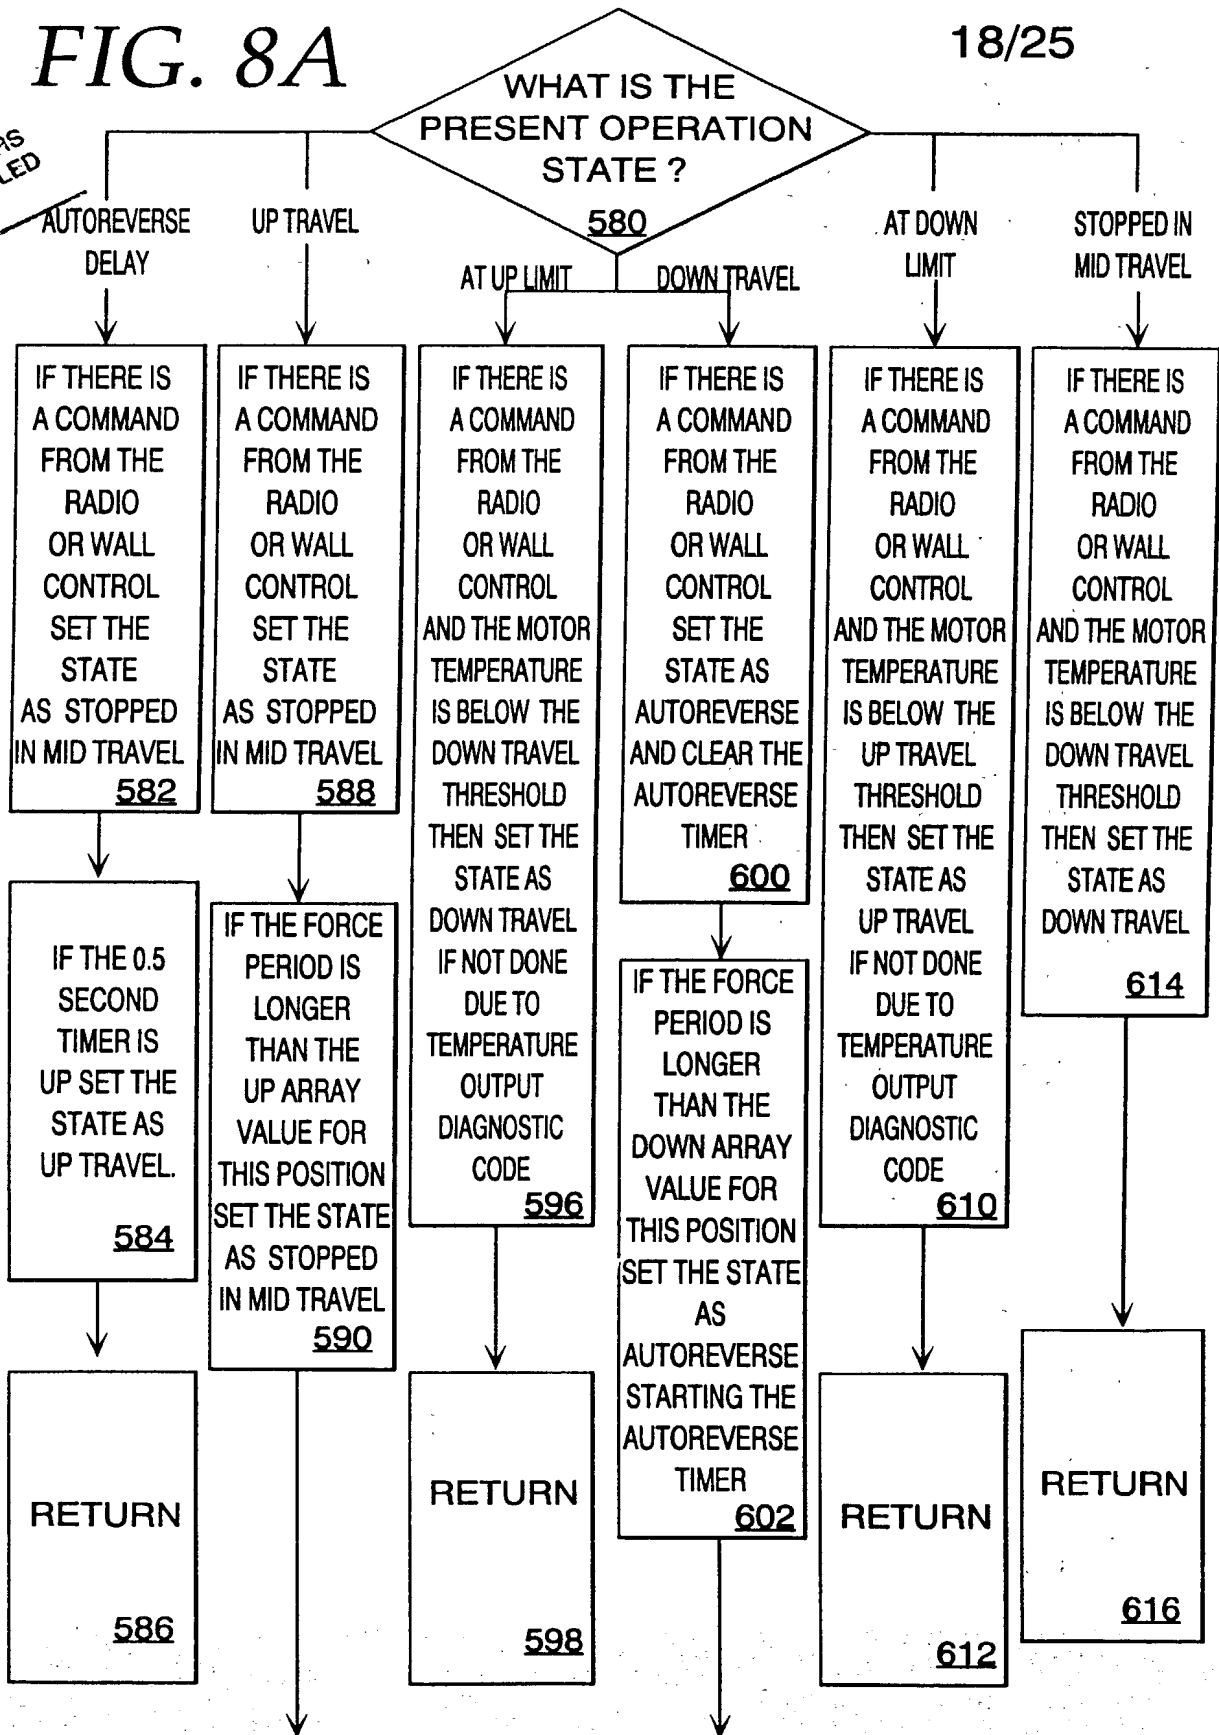 FIG. 8A
18/25
WHAT IS THE
PRESENT OPERATION
STATE ?
580
AUTOREVERSE
DELAY
UP TRAVEL
AT UP LIMIT
DOWN TRAVEL
AT DOWN
LIMIT
STOPPED IN
MID TRAVEL
IF THERE IS
A COMMAND
FROM THE
RADIO
OR WALL
CONTROL
SET THE
STATE
AS STOPPED
IN MID TRAVEL
582
IF THE 0.5
SECOND
TIMER IS
UP SET THE
STATE AS
UP TRAVEL.
584
RETURN
586
IF THERE IS
A COMMAND
FROM THE
RADIO
OR WALL
CONTROL
SET THE
STATE
AS STOPPED
IN MID TRAVEL
588
IF THE FORCE
PERIOD IS
LONGER
THAN THE
UP ARRAY
VALUE FOR
THIS POSITION
SET THE STATE
AS STOPPED
IN MID TRAVEL
590
IF THERE IS
A COMMAND
FROM THE
RADIO
OR WALL
CONTROL
AND THE MOTOR
TEMPERATURE
IS BELOW THE
DOWN TRAVEL
THRESHOLD
THEN SET THE
STATE AS
DOWN TRAVEL
IF NOT DONE
DUE TO
TEMPERATURE
OUTPUT
DIAGNOSTIC
CODE
596
RETURN
598
IF THERE IS
A COMMAND
FROM THE
RADIO
OR WALL
CONTROL
SET THE
STATE AS
AUTOREVERSE
AND CLEAR THE
AUTOREVERSE
TIMER
600
IF THE FORCE
PERIOD IS
LONGER
THAN THE
DOWN ARRAY
VALUE FOR
THIS POSITION
SET THE STATE
AS
AUTOREVERSE
STARTING THE
AUTOREVERSE
TIMER
602
IF THERE IS
A COMMAND
FROM THE
RADIO
OR WALL
CONTROL
AND THE MOTOR
TEMPERATURE
IS BELOW THE
UP TRAVEL
THRESHOLD
THEN SET THE
STATE AS
UP TRAVEL
IF NOT DONE
DUE TO
TEMPERATURE
OUTPUT
DIAGNOSTIC
CODE
610
RETURN
612
IF THERE IS
A COMMAND
FROM THE
RADIO
OR WALL
CONTROL
AND THE MOTOR
TEMPERATURE
IS BELOW THE
DOWN TRAVEL
THRESHOLD
THEN SET THE
STATE AS
DOWN TRAVEL
614
RETURN
616